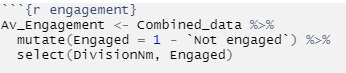 ```{r engagement}
Av_Engagement <- Combined_data %>%
  mutate(Engaged = 1 - `Not engaged`) %>%
  select(DivisionNm, Engaged)